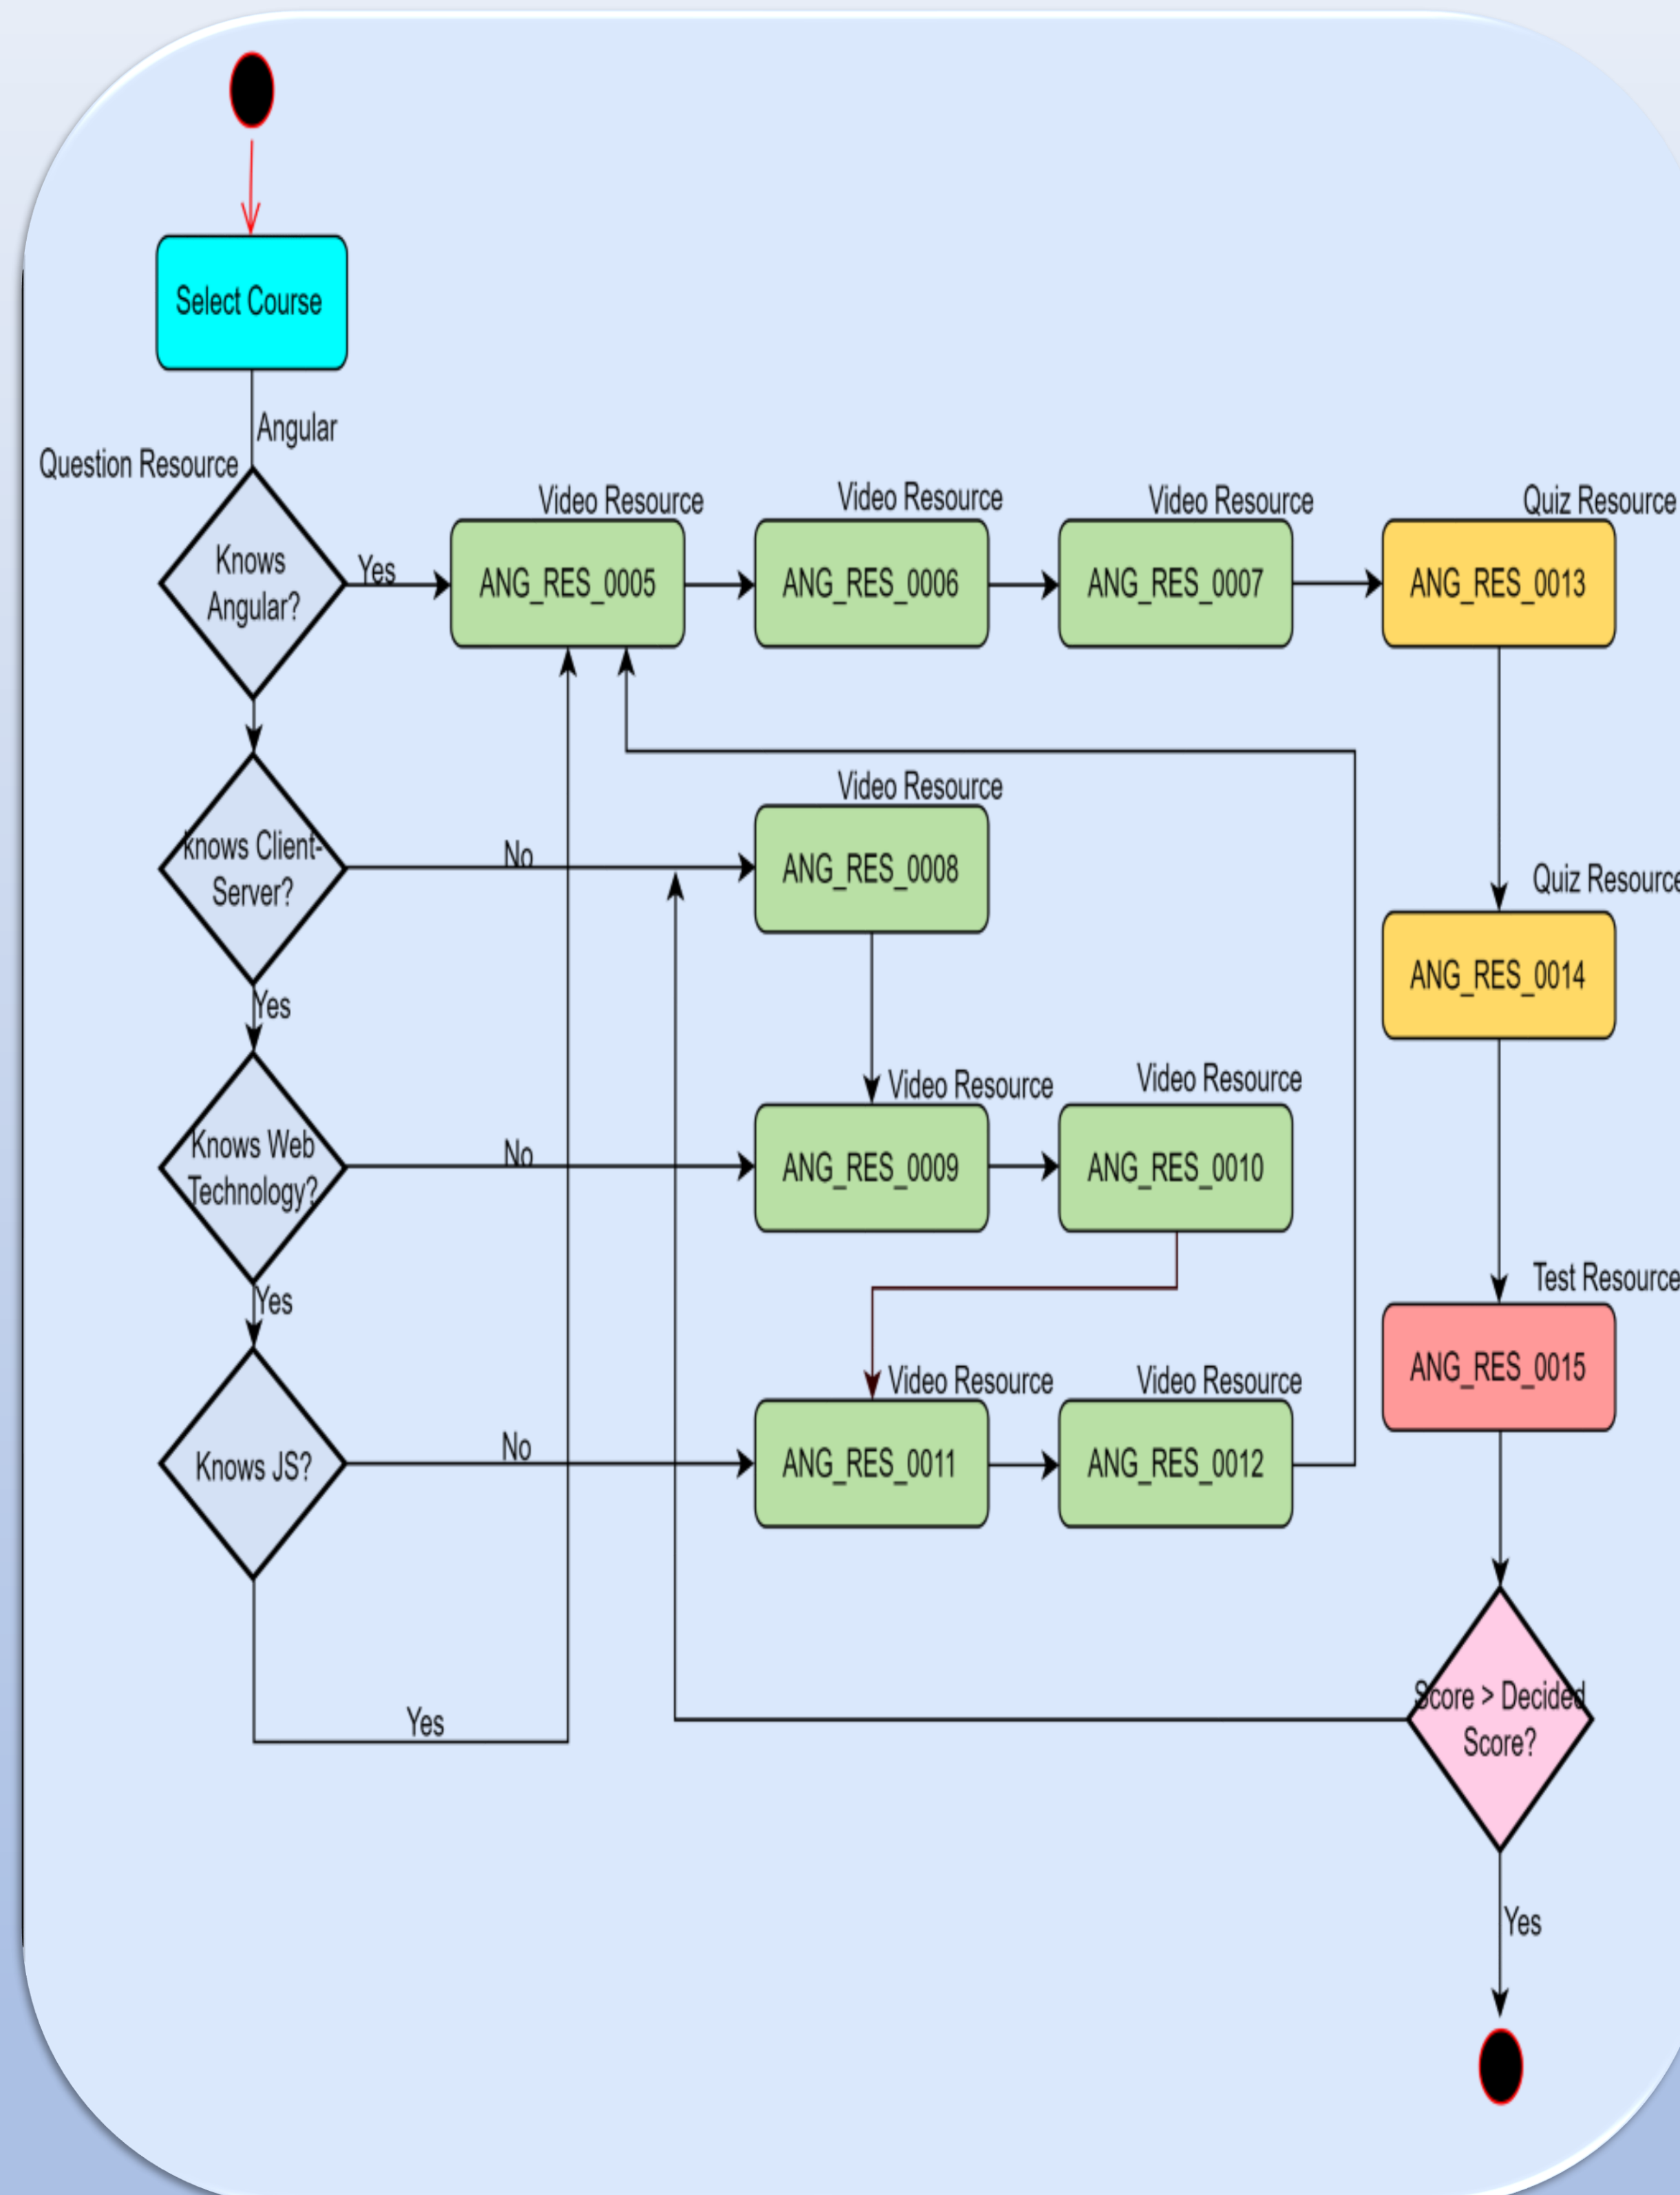 Select Course
Angular
Question Resource
Knows
Angular?
Yes
Video Resource
ANG_RES_0005
Video Resource
ANG_RES_0006
Video Resource
ANG_RES_0007
Quiz Resource
ANG_RES_0013
knows Client-
Server?
No
Video Resource
ANG_RES_0008
Quiz Resource
ANG_RES_0014
Yes
Knows Web
Technology?
No
Video Resource
ANG_RES_0009
Video Resource
ANG_RES_0010
Test Resource
ANG_RES_0015
Yes
Knows JS?
No
Video Resource
ANG_RES_0011
Video Resource
ANG_RES_0012
Yes
Score > Decided
Score?
Yes